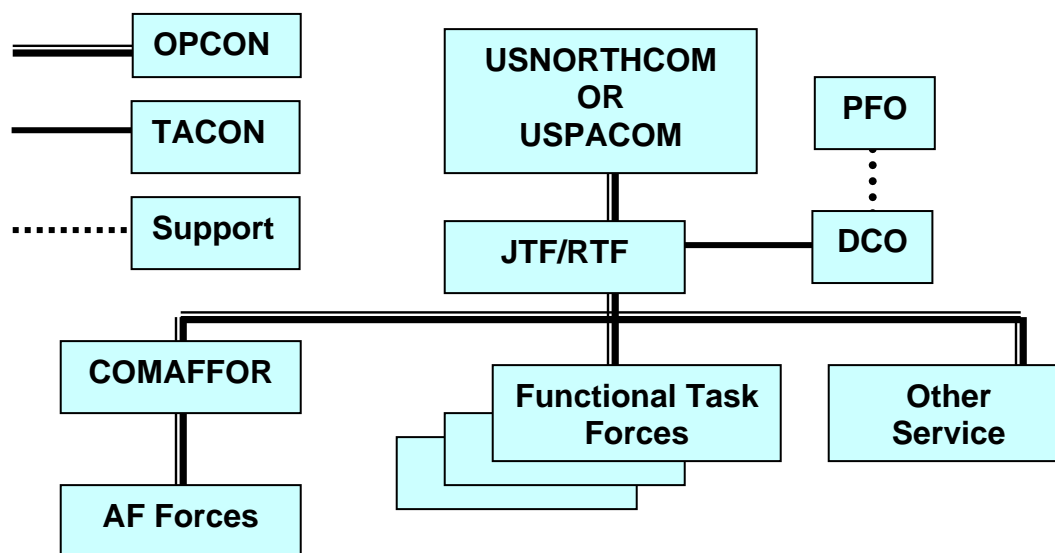 OPCON
TACON
Support
USNORTHCOM
OR
USPACOM
PFO
JTF/RTF
DCO
COMAFFOR
Functional Task
Forces
Other
Service
AF Forces